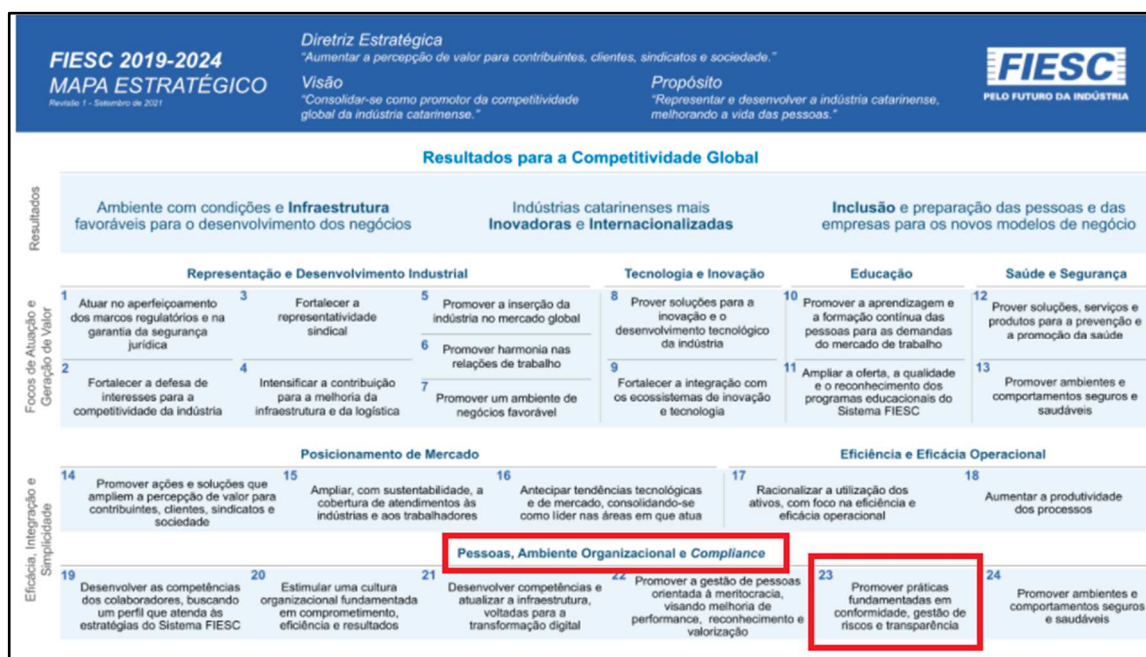 FIESC 2019-2024
MAPA ESTRATÉGICO
Revisão 1 - Setembro de 2021
Diretriz Estratégica
"Aumentar a percepção de valor para contribuintes, clientes, sindicatos e sociedade."
Visão
"Consolidar-se como promotor da competitividade
global da indústria catarinense."
Propósito
"Representar e desenvolver a indústria catarinense,
melhorando a vida das pessoas."
FIESC
PELO FUTURO DA INDÚSTRIA
Resultados para a Competitividade Global
Resultados
Ambiente com condições e Infraestrutura
favoráveis para o desenvolvimento dos negócios
Indústrias catarinenses mais
Inovadoras e Internacionalizadas
Inclusão e preparação das pessoas e das
empresas para os novos modelos de negócio
Focos de Atuação e
Geração de Valor
Representação e Desenvolvimento Industrial
1
Atuar no aperfeiçoamento
dos marcos regulatórios e na
garantia da segurança
jurídica
2
Fortalecer a defesa de
interesses para a
competitividade da indústria
3
Fortalecer a
representatividade
sindical
4
Intensificar a contribuição
para a melhoria da
infraestrutura e da logística
5
Promover a inserção da
indústria no mercado global
6
Promover harmonia nas
relações de trabalho
7
Promover um ambiente de
negócios favorável
Tecnologia e Inovação
8
Prover soluções para a
inovação e o
desenvolvimento tecnológico
da indústria
9
Fortalecer a integração com
os ecossistemas de inovação
e tecnologia
Educação
10
Promover a aprendizagem e
a formação contínua das
pessoas para as demandas
do mercado de trabalho
11
Ampliar a oferta, a qualidade
e o reconhecimento dos
programas educacionais do
Sistema FIESC
Saúde e Segurança
12
Prover soluções, serviços e
produtos para a prevenção e
a promoção da saúde
13
Promover ambientes e
comportamentos seguros e
saudáveis
Eficácia, Integração e
Simplicidade
Posicionamento de Mercado
14
Promover ações e soluções que
ampliem a percepção de valor para
contribuintes, clientes, sindicatos e
sociedade
15
Ampliar, com sustentabilidade, a
cobertura de atendimentos às
indústrias e aos trabalhadores
16
Antecipar tendências tecnológicas
e de mercado, consolidando-se
como líder nas áreas em que atua
Eficiência e Eficácia Operacional
17
Racionalizar a utilização dos
ativos, com foco na eficiência e
eficácia operacional
18
Aumentar a produtividade
dos processos
Pessoas, Ambiente Organizacional e Compliance
19
Desenvolver as competências
dos colaboradores, buscando
um perfil que atenda às
estratégias do Sistema FIESC
20
Estimular uma cultura
organizacional fundamentada
em comprometimento,
eficiência e resultados
21
Desenvolver competências e
atualizar a infraestrutura,
voltadas para a
transformação digital
22
Promover a gestão de pessoas
orientada à meritocracia,
visando melhoria de
performance, reconhecimento e
valorização
23
Promover práticas
fundamentadas em
conformidade, gestão de
riscos e transparência
24
Promover ambientes e
comportamentos seguros
e saudáveis